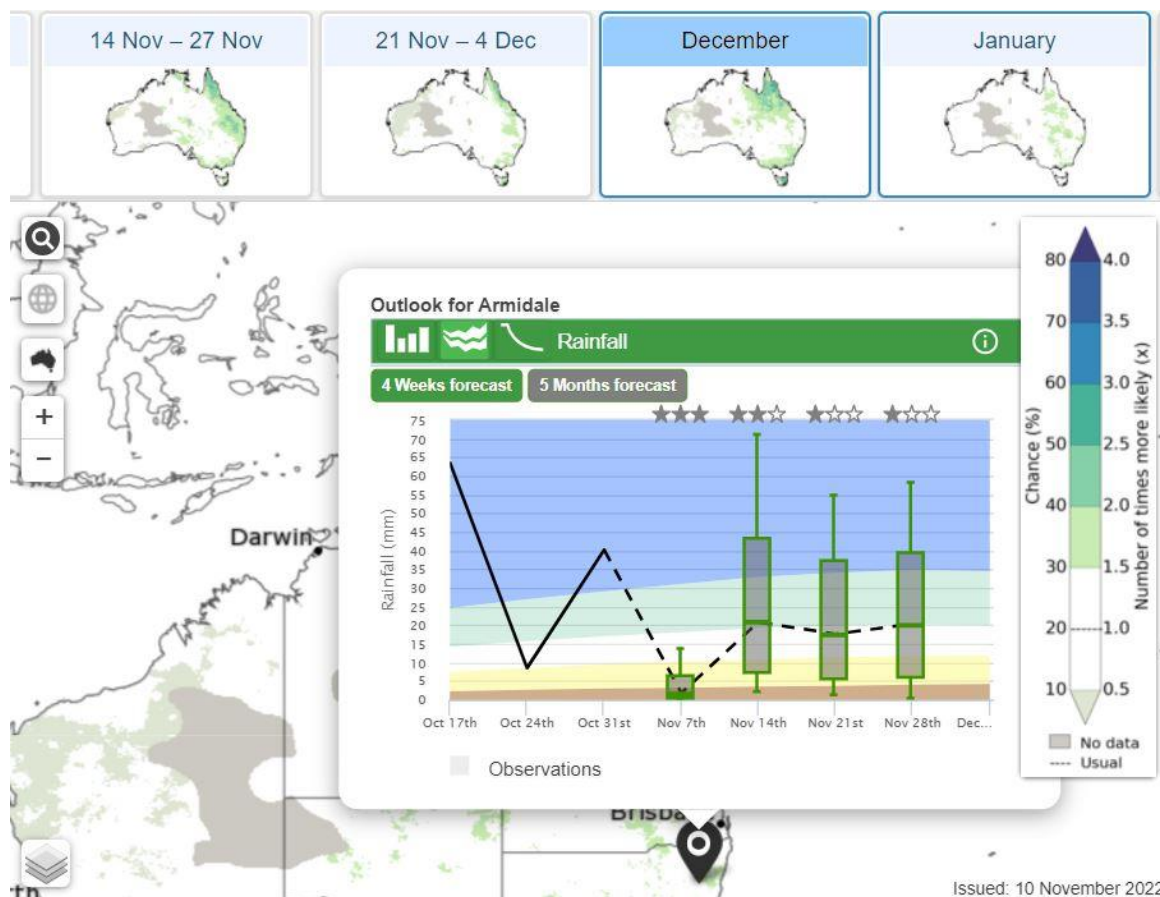 14 Nov – 27 Nov
21 Nov – 4 Dec
December
January
Outlook for Armidale
Rainfall
4 Weeks forecast
5 Months forecast
Rainfall (mm)
75
70
65
60
55
50
45
40
35
30
25
20
15
10
5
0
Oct 17th
Oct 24th
Oct 31st
Nov 7th
Nov 14th
Nov 21st
Nov 28th
Dec...
Observations
Chance (%)
80
70
60
50
40
30
20
10
4.0
3.5
3.0
2.5
2.0
1.5
1.0
0.5
Number of times more likely (x)
No data
Usual
Darwin
Brisba
th
Issued: 10 November 2022